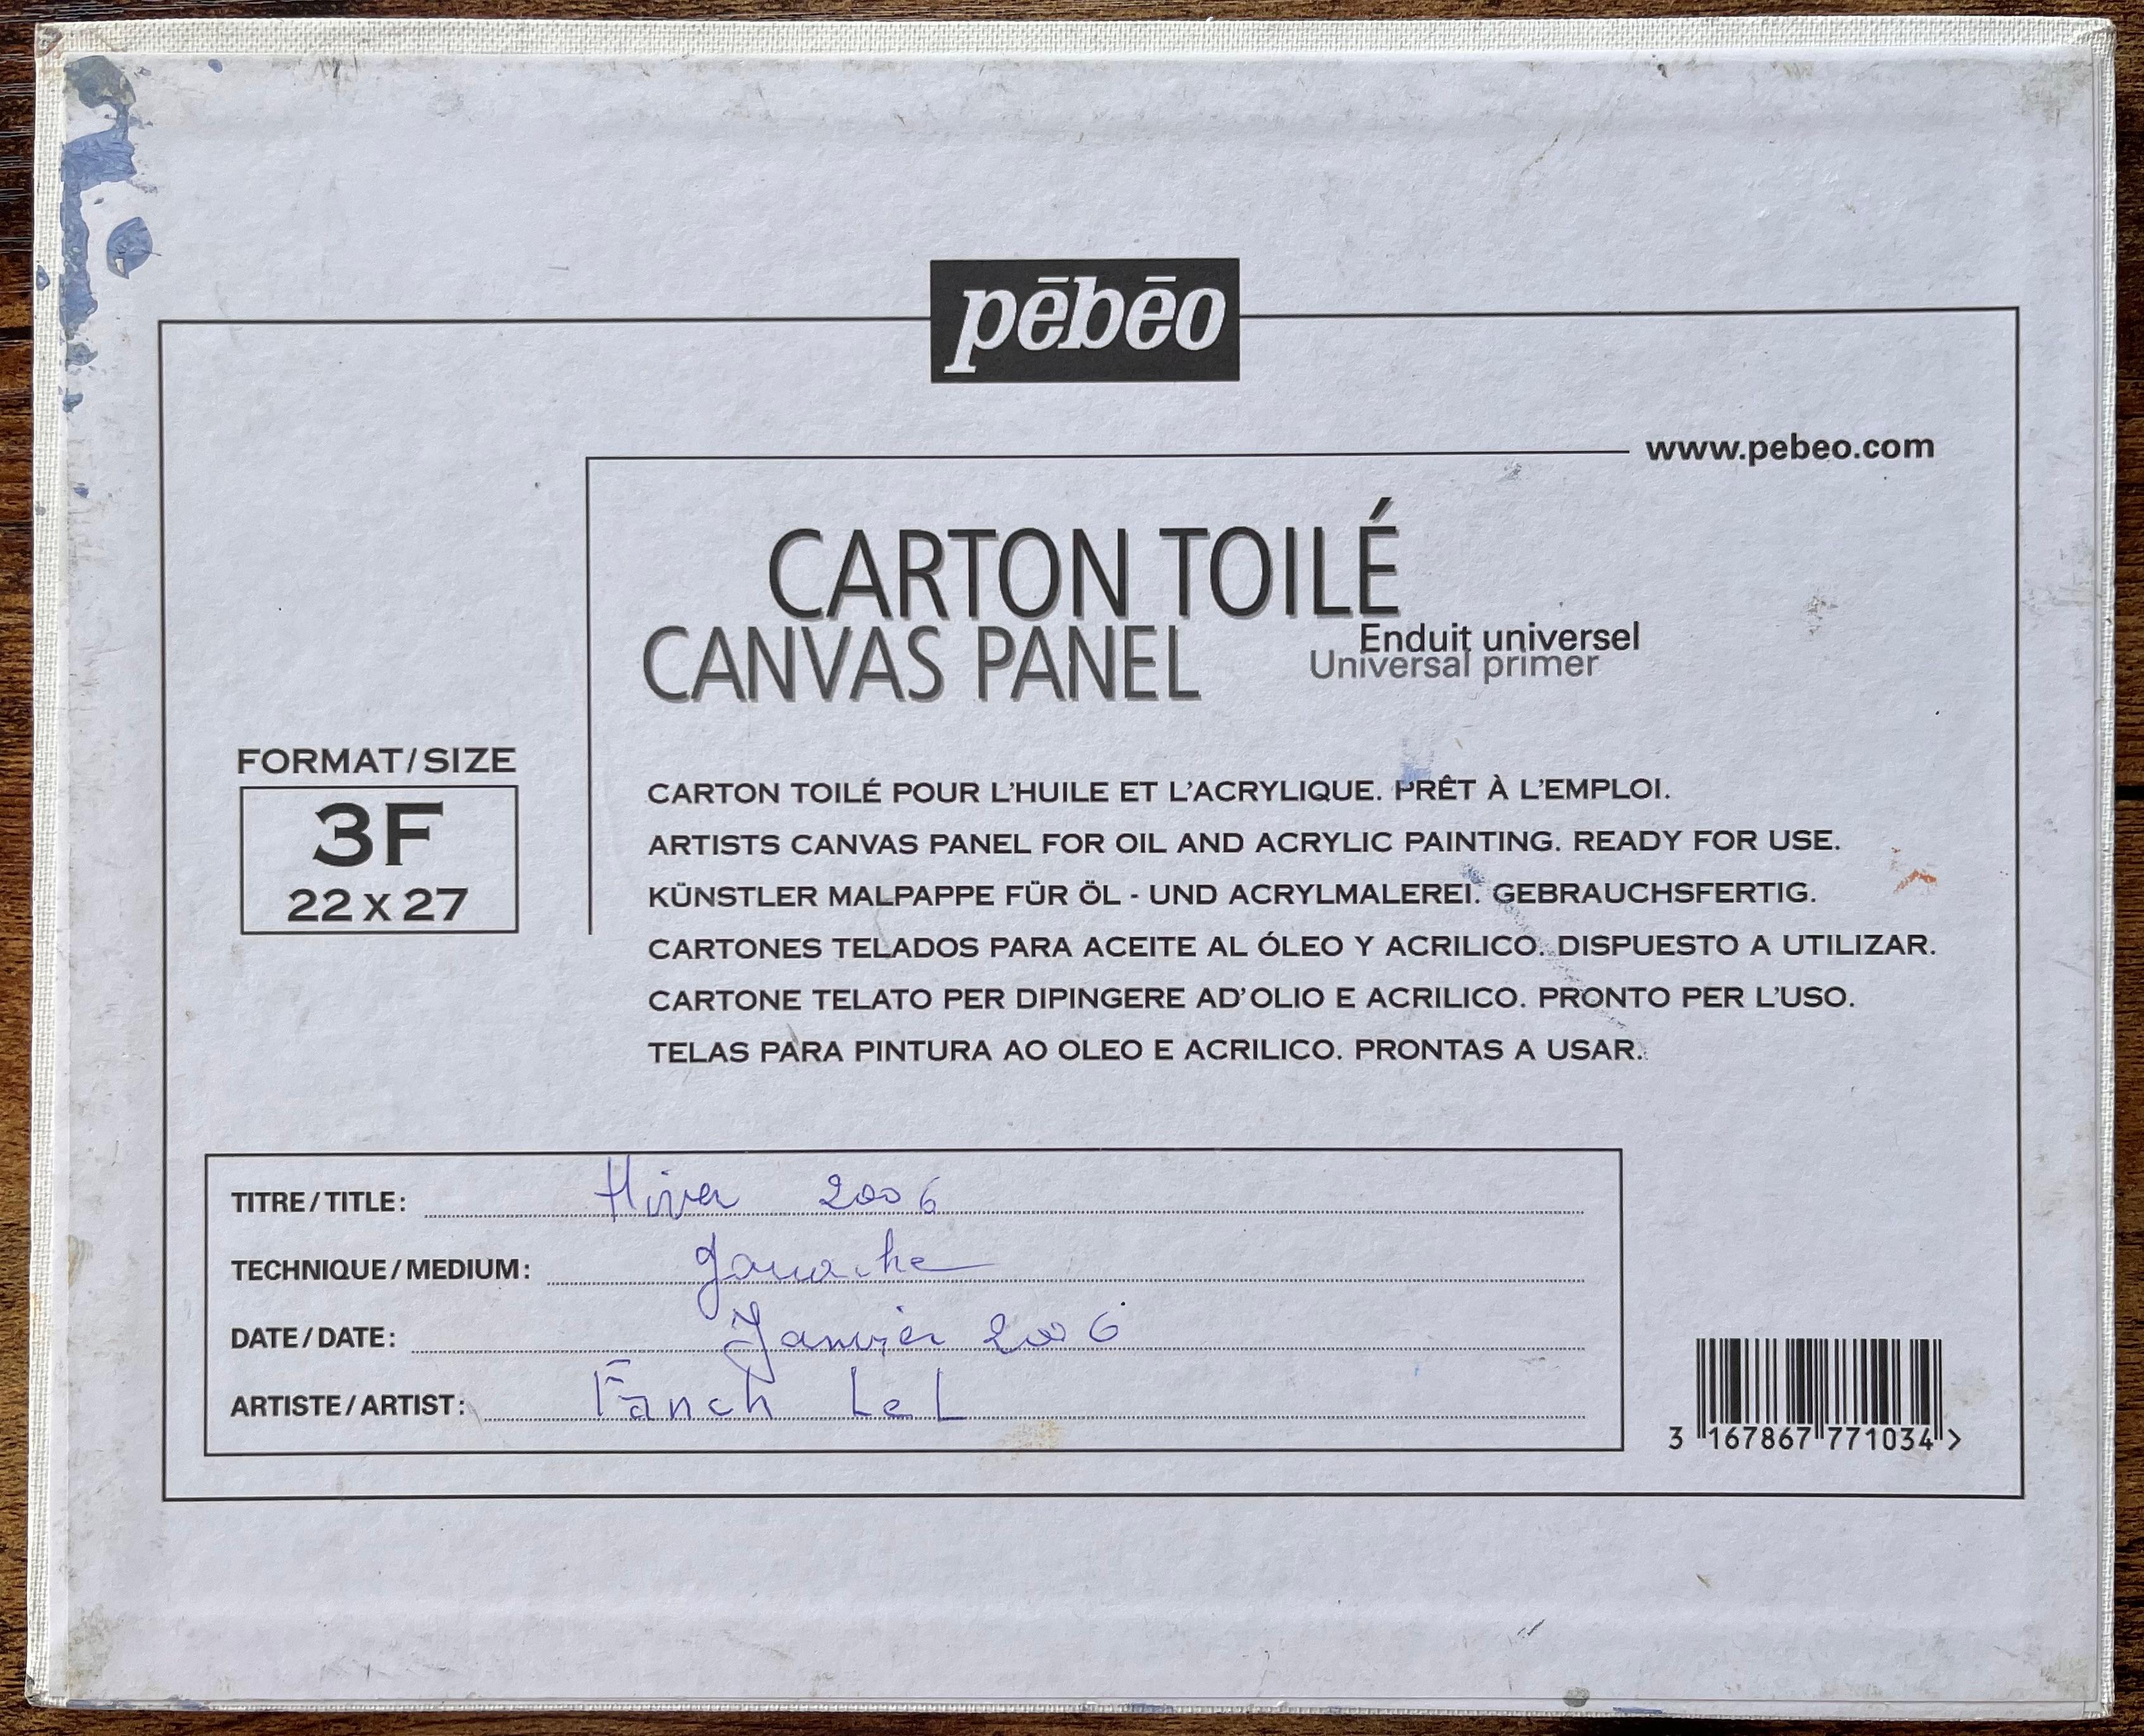 pēbēo
www.pebeo.com
CARTON TOILÉ
CANVAS PANEL
Enduit universel
Universal primer
FORMAT/SIZE
3F
22 x 27
CARTON TOILÉ POUR L'HUILE ET L'ACRYLIQUE. PRÊT À L'EMPLOI.
ARTISTS CANVAS PANEL FOR OIL AND ACRYLIC PAINTING. READY FOR USE.
KÜNSTLER MALPAPPE FÜR ÖL - UND ACRYLMALEREI. GEBRAUCHSFERTIG.
CARTONES TELADOS PARA ACEITE AL ÓLEO Y ACRILICO. DISPUESTO A UTILIZAR.
CARTONE TELATO PER DIPINGERE AD'OLIO E ACRILICO. PRONTO PER L'USO.
TELAS PARA PINTURA AO OLEO E ACRILICO. PRONTAS A USAR.
TITRE/TITLE: Hiver 2006
TECHNIQUE/MEDIUM: gouache
DATE/DATE: Janvier 2006
ARTISTE/ARTIST: Fanch LeL
3 167867 771034 >